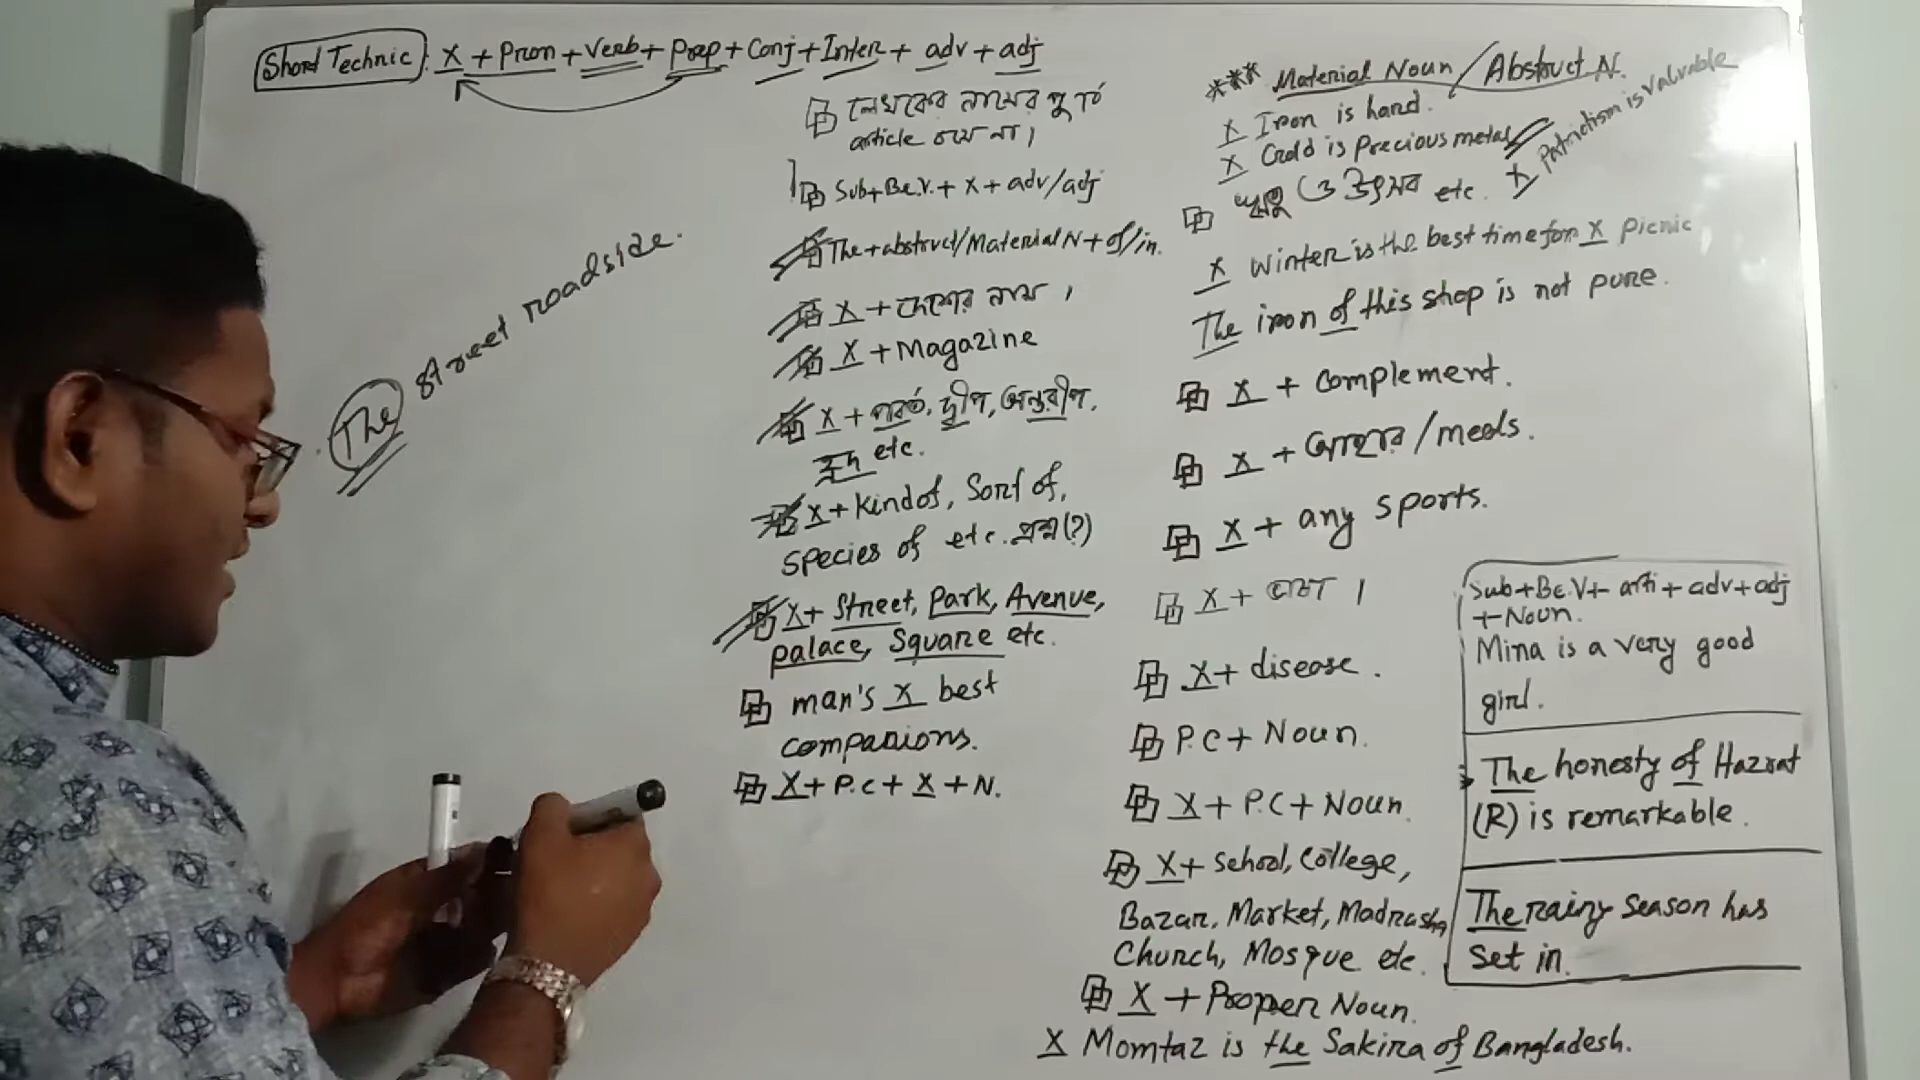 Short Technic: X + Pron + Verb + Prep + Conj + Inter + adv + adj
The street roadside.
লেখকের নামের পূর্বে
article বসে না।
Sub + Be.V. + X + adv/adj
The + abstruct/Material N + of/in.
X + দেশের নাম।
X + Magazine
X + পর্বত, দ্বীপ, অন্তরীপ,
হ্রদ etc.
X + Kind of, Sort of,
species of etc. প্রশ্ন (?)
X + Street, Park, Avenue,
palace, Square etc.
man's X best
companions.
X + P.C + X + N.
*** Material Noun / Abstruct N.
X Iron is hard.
X Gold is Precious metal
X Patriotism is valuable
ঋতু ও উৎসব etc.
X Winter is the best time for X Picnic
The iron of this shop is not pure.
X + complement.
X + আহার / meals.
X + any sports.
X +
X + disease.
P.C + Noun.
X + P.C + Noun.
X + School, College,
Bazar, Market, Madrasha
Church, Mosque etc.
X + Proper Noun.
X Momtaz is the Sakira of Bangladesh.
Sub + Be.V + arti + adv + adj
+ Noun.
Mina is a very good
girl.
The honesty of Hazrat
(R) is remarkable.
The rainy season has
set in.